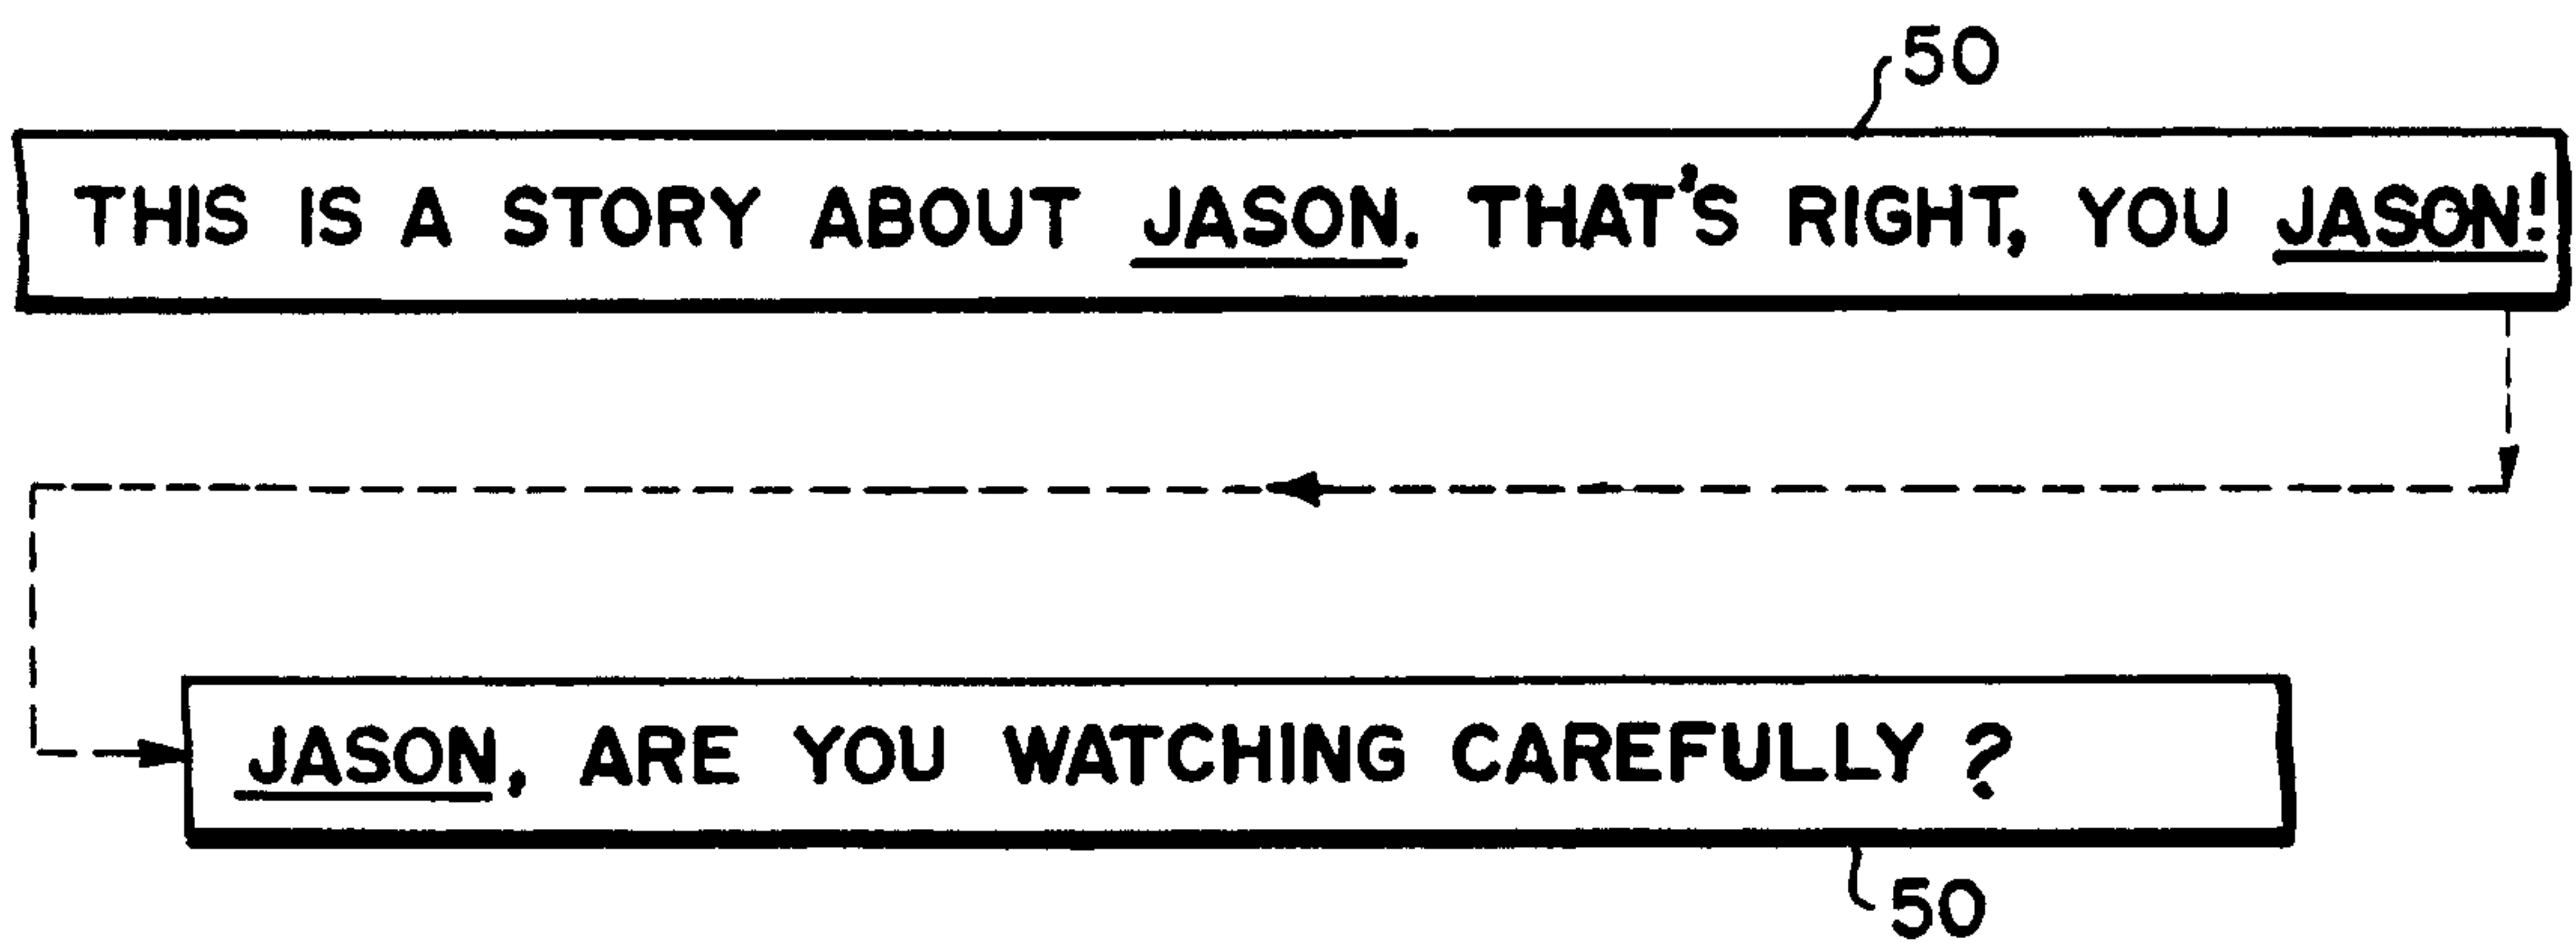 50
THIS IS A STORY ABOUT JASON. THAT'S RIGHT, YOU JASON!
JASON, ARE YOU WATCHING CAREFULLY ?
50